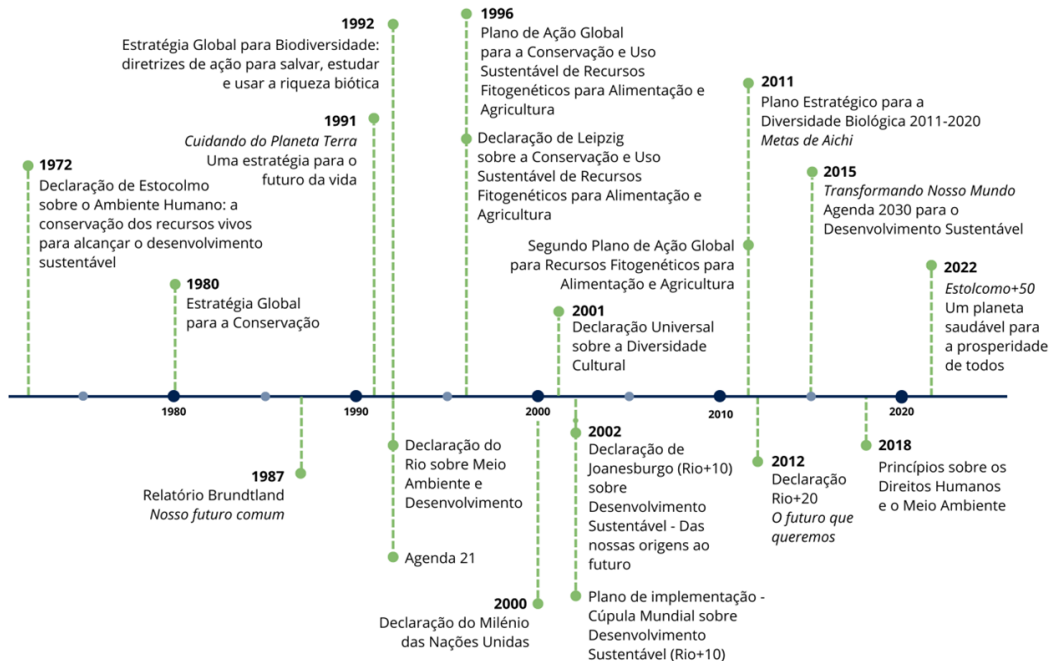 1972
Declaração de Estocolmo
sobre o Ambiente Humano: a
conservação dos recursos vivos
para alcançar o desenvolvimento
sustentável
1980
Estratégia Global
para a Conservação
1987
Relatório Brundtland
Nosso futuro comum
1991
Cuidando do Planeta Terra
Uma estratégia para o
futuro da vida
1992
Estratégia Global para Biodiversidade:
diretrizes de ação para salvar, estudar
e usar a riqueza biótica
Declaração do
Rio sobre Meio
Ambiente e
Desenvolvimento
Agenda 21
1996
Plano de Ação Global
para a Conservação e Uso
Sustentável de Recursos
Fitogenéticos para Alimentação e
Agricultura
Declaração de Leipzig
sobre a Conservação e Uso
Sustentável de Recursos
Fitogenéticos para Alimentação e
Agricultura
2000
Declaração do Milénio
das Nações Unidas
2001
Declaração Universal
sobre a Diversidade
Cultural
2002
Declaração de
Joanesburgo (Rio+10)
sobre
Desenvolvimento
Sustentável - Das
nossas origens ao
futuro
Plano de implementação -
Cúpula Mundial sobre
Desenvolvimento
Sustentável (Rio+10)
2011
Plano Estratégico para a
Diversidade Biológica 2011-2020
Metas de Aichi
Segundo Plano de Ação Global
para Recursos Fitogenéticos para
Alimentação e Agricultura
2012
Declaração
Rio+20
O futuro que
queremos
2015
Transformando Nosso Mundo
Agenda 2030 para o
Desenvolvimento Sustentável
2018
Princípios sobre os
Direitos Humanos
e o Meio Ambiente
2022
Estolcomo+50
Um planeta
saudável para
a prosperidade
de todos
1980
1990
2000
2010
2020